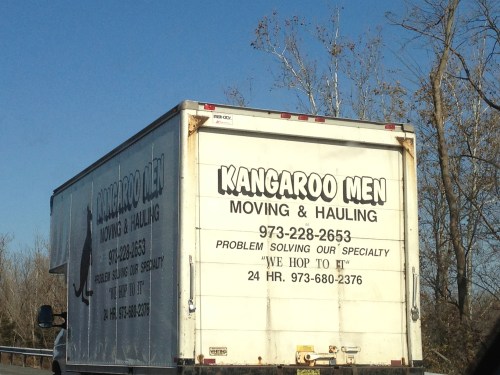 KANGAROO MEN
MOVING & HAULING
973-228-2653
PROBLEM SOLVING OUR SPECIALTY
"WE HOP TO IT"
24 HR. 973-680-2376
KANGAROO MEN
MOVING & HAULING
973-228-2653
PROBLEM SOLVING OUR SPECIALTY
"WE HOP TO IT"
24 HR. 973-680-2376